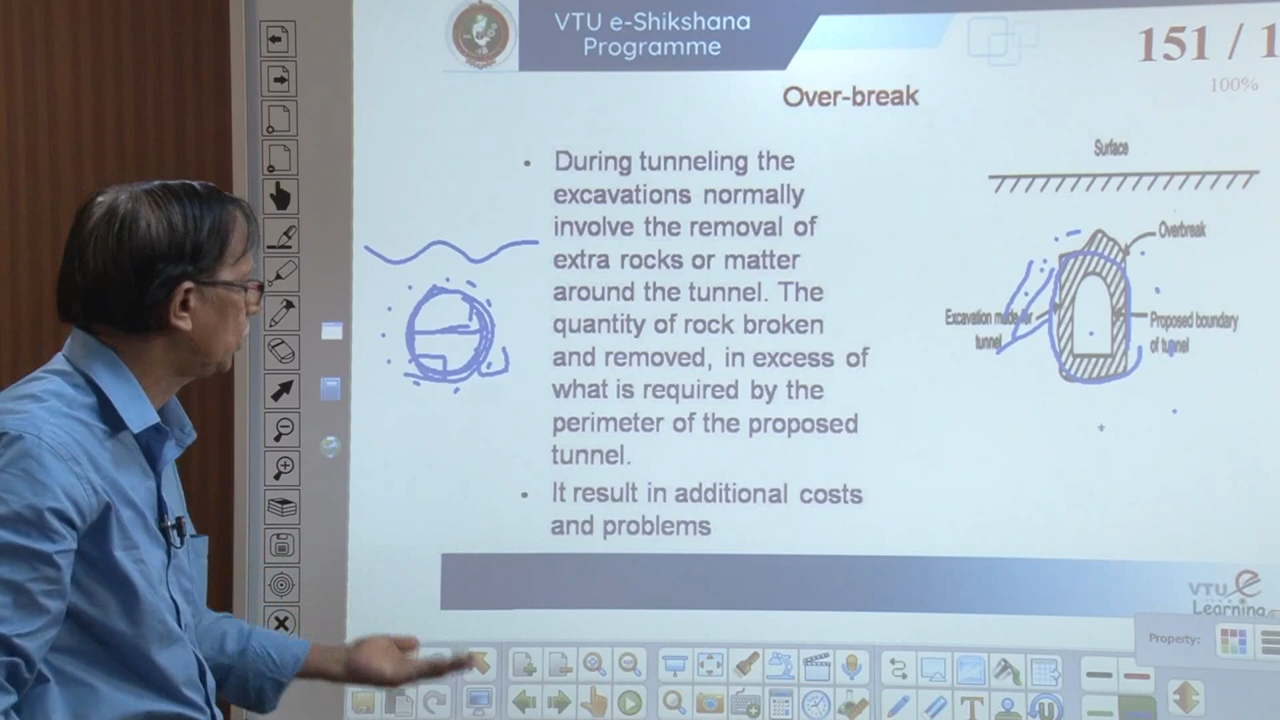 VTU e-Shikshana
Programme
151 / 1
100%
Over-break
Surface
• During tunneling the
excavations normally
involve the removal of
extra rocks or matter
around the tunnel. The
quantity of rock broken
and removed, in excess of
what is required by the
perimeter of the proposed
tunnel.
• It result in additional costs
and problems
Overbreak
Excavation made for
tunnel
Proposed boundary
of tunnel
VTU e
Learning
Property: